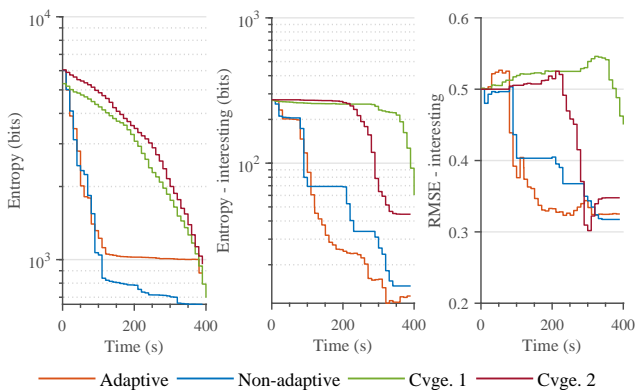 10^4
10^3
Entropy (bits)
0 200 400
Time (s)
10^2
10^1
Entropy - interesting (bits)
0 200 400
Time (s)
0.6
0.5
0.4
0.3
0.2
RMSE - interesting
0 200 400
Time (s)
Adaptive Non-adaptive Cvge. 1 Cvge. 2